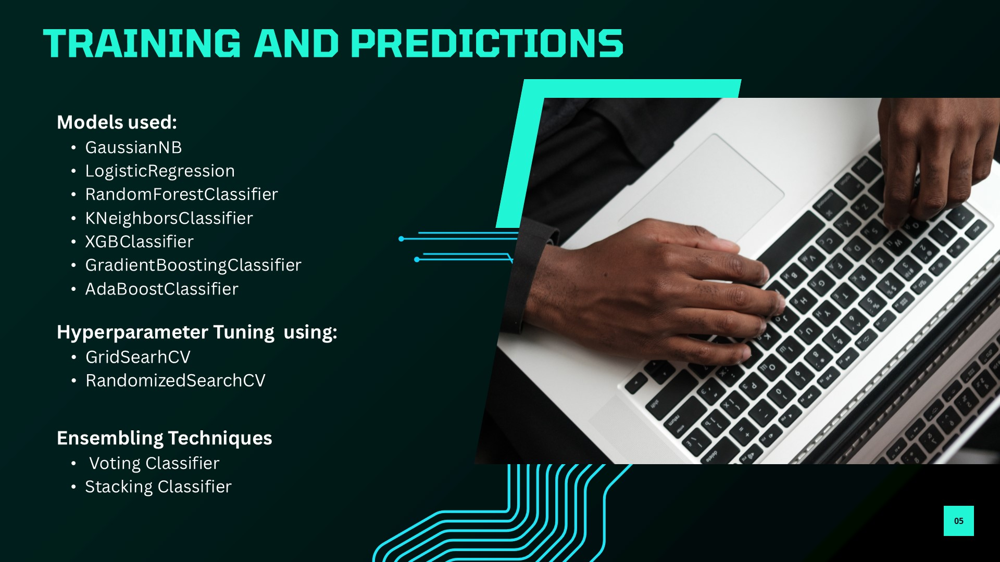 TRAINING AND PREDICTIONS
Models used:
• GaussianNB
• LogisticRegression
• RandomForestClassifier
• KNeighborsClassifier
• XGBClassifier
• GradientBoostingClassifier
• AdaBoostClassifier
Hyperparameter Tuning  using:
• GridSearhCV
• RandomizedSearchCV
Ensembling Techniques
•  Voting Classifier
• Stacking Classifier
05